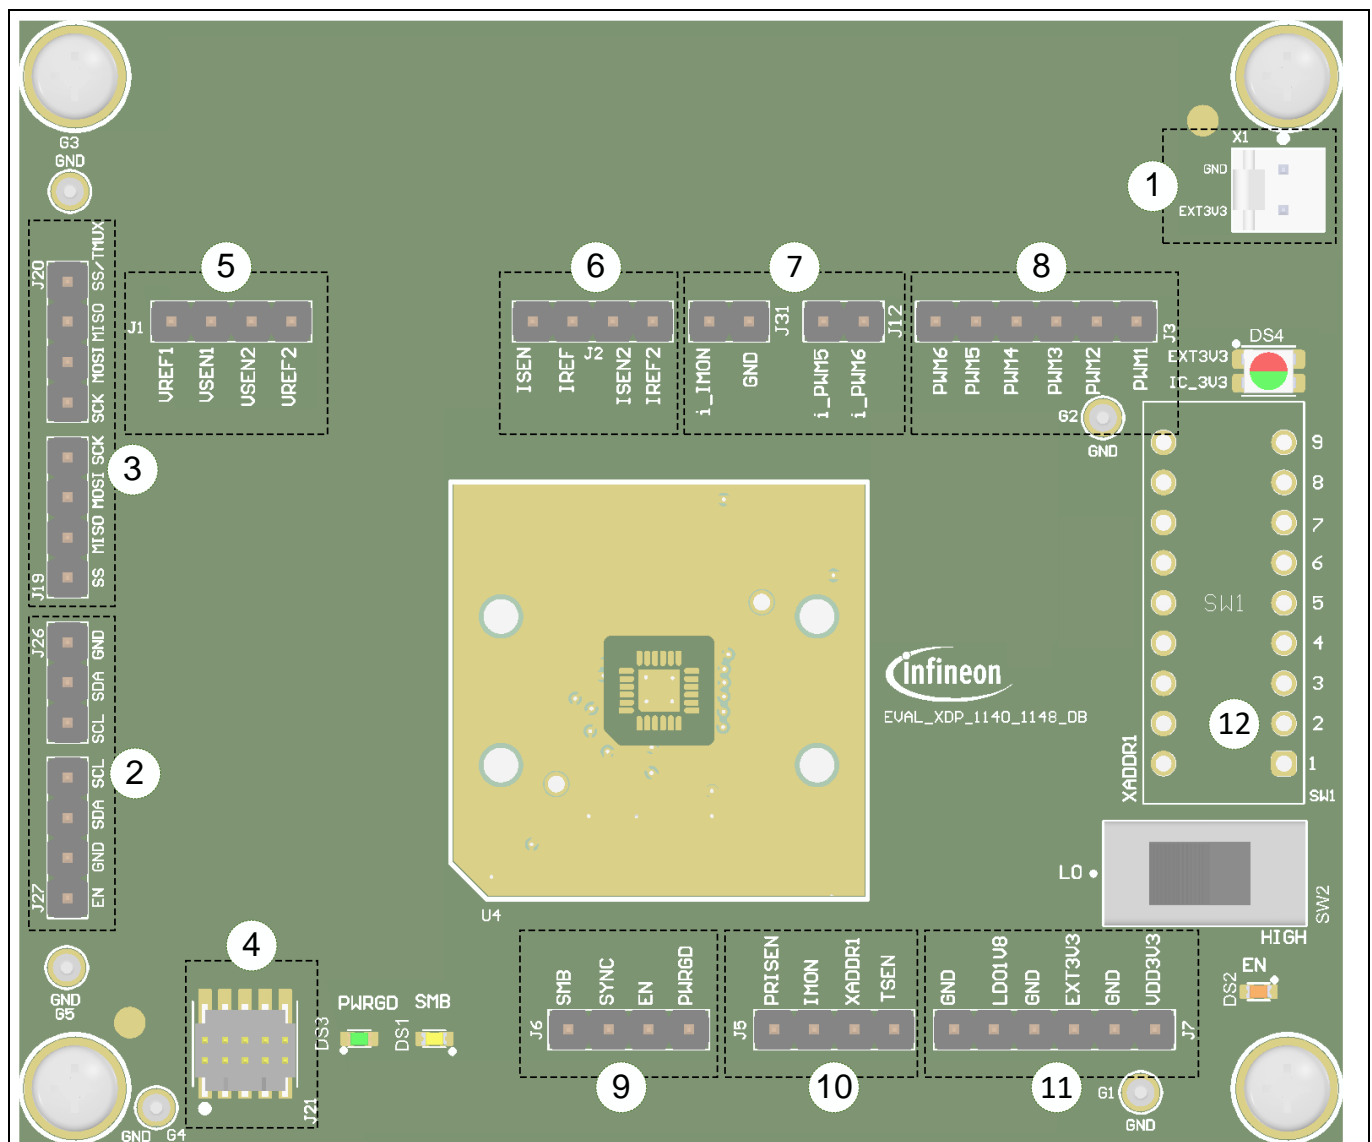 G3
GND
X1
GND
EXT3V3
1
J20
SCK MOSI MISO SS/TMUX
5
J1
VREF1
VSEN1
VSEN2
VREF2
6
J2
ISEN
IREF
ISEN2
IREF2
7
J31
J12
i_IMON
GND
i_PWM5
i_PWM6
8
J3
PWM6
PWM5
PWM4
PWM3
PWM2
PWM1
G2
GND
DS4
EXT3V3
IC_3V3
3
J19
SS MISO MOSI SCK
9
8
7
6
5
4
3
2
1
SW1
12
XADDR1
SW1
J26
SCL SDA GND
2
J27
EN GND SDA SCL
infineon
EVAL_XDP_1140_1148_DB
U4
LO
SW2
HIGH
EN
DS2
GND
G5
4
J21
GND G4
PWRGD
DS3
SMB
DS1
SMB
SYNC
EN
PWRGD
J6
9
PRISEN
IMON
XADDR1
TSEN
J5
10
GND
LDO1V8
GND
EXT3V3
GND
VDD3V3
J7
11
G1
GND